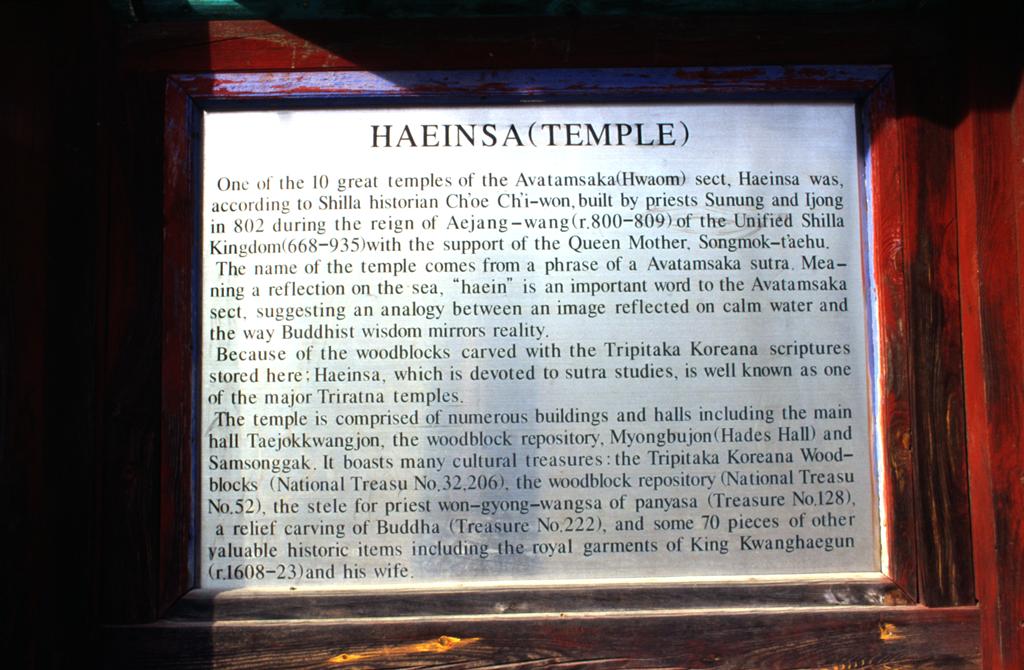 HAEINSA(TEMPLE)
One of the 10 great temples of the Avatamsaka(Hwaom) sect, Haeinsa was,
according to Shilla historian Ch'oe Ch'i-won, built by priests Sunung and Ijong
in 802 during the reign of Aejang-wang(r.800-809) of the Unified Shilla
Kingdom(668-935)with the support of the Queen Mother, Songmok-t'aehu.
The name of the temple comes from a phrase of a Avatamsaka sutra. Mea-
ning a reflection on the sea, "haein" is an important word to the Avatamsaka
sect, suggesting an analogy between an image reflected on calm water and
the way Buddhist wisdom mirrors reality.
Because of the woodblocks carved with the Tripitaka Koreana scriptures
stored here; Haeinsa, which is devoted to sutra studies, is well known as one
of the major Triratna temples.
The temple is comprised of numerous buildings and halls including the main
hall Taejokkwangjon, the woodblock repository, Myongbujon(Hades Hall) and
Samsonggak. It boasts many cultural treasures: the Tripitaka Koreana Wood-
blocks (National Treasu No.32,206), the woodblock repository (National Treasu
No.52), the stele for priest won-gyong-wangsa of panyasa (Treasure No.128),
a relief carving of Buddha (Treasure No.222), and some 70 pieces of other
valuable historic items including the royal garments of King Kwanghaegun
(r.1608-23)and his wife.